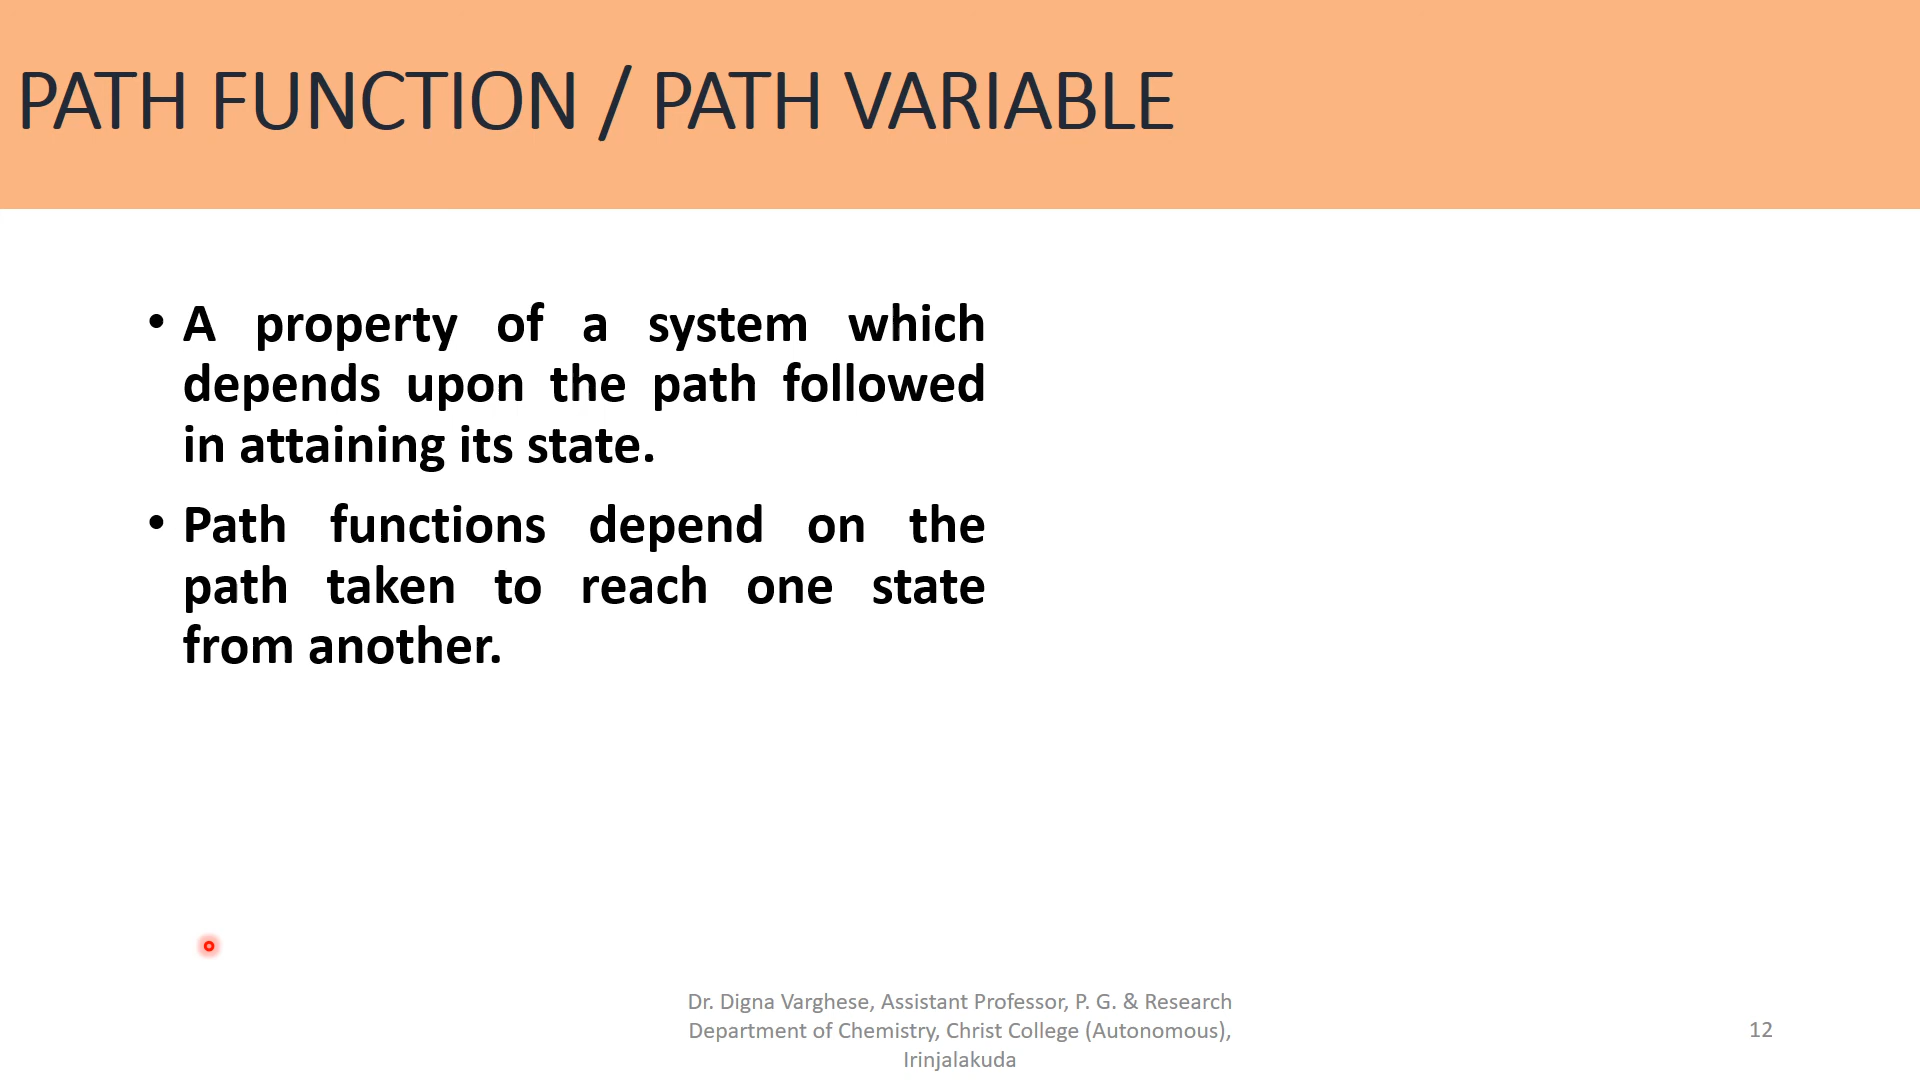 PATH FUNCTION / PATH VARIABLE
• A property of a system which
depends upon the path followed
in attaining its state.
• Path functions depend on the
path taken to reach one state
from another.
Dr. Digna Varghese, Assistant Professor, P. G. & Research
Department of Chemistry, Christ College (Autonomous),
Irinjalakuda
12